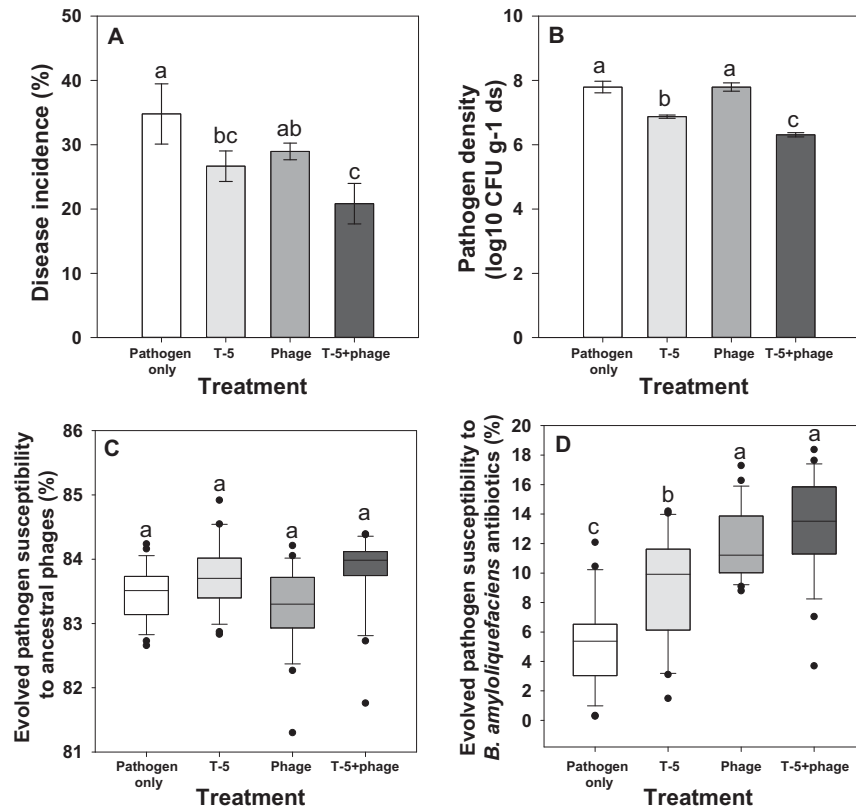 A
Disease incidence (%)
50
40
30
20
10
0
a
bc
ab
c
Pathogen only
T-5
Phage
T-5+phage
Treatment
B
Pathogen density
(log10 CFU g-1 ds)
10
8
6
4
2
0
a
b
a
c
Pathogen only
T-5
Phage
T-5+phage
Treatment
C
Evolved pathogen susceptibility
to ancestral phages (%)
86
85
84
83
82
81
a
a
a
a
Pathogen only
T-5
Phage
T-5+phage
Treatment
D
Evolved pathogen susceptibility to
B. amyloliquefaciens antibiotics (%)
20
18
16
14
12
10
8
6
4
2
0
c
b
a
a
Pathogen only
T-5
Phage
T-5+phage
Treatment